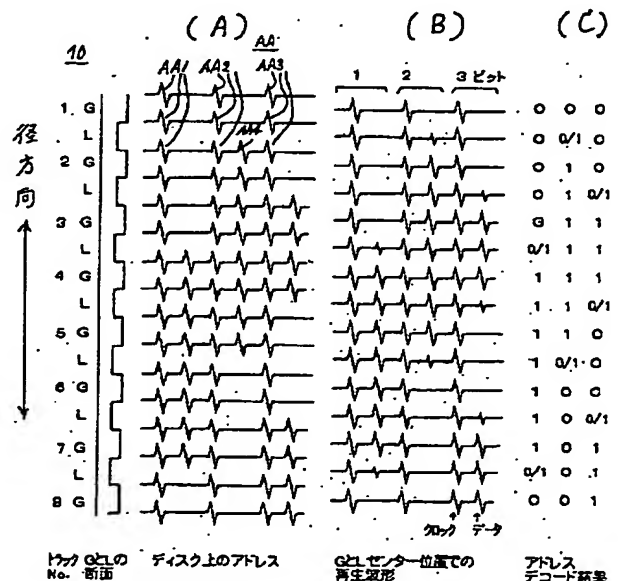 (A) (B) (C)
10 AA
AA1 AA2 AA3
1 2 3 ビット
径方向
1 G 0 0 0
L 0 0/1 0
2 G 0 1 0
L 0 1 0/1
3 G G 1 1
L 0/1 1 1
4 G 1 1 1
L 1 1 0/1
5 G 1 1 0
L 1 0/1 0
6 G 1 0 0
L 1 0 0/1
7 G 1 0 1
L 0/1 0 1
8 G 0 0 1
クロック データ
トラック No.
GとLの断面
ディスク上のアドレス
GとLセンター位置での
再生波形
アドレス
デコード結果